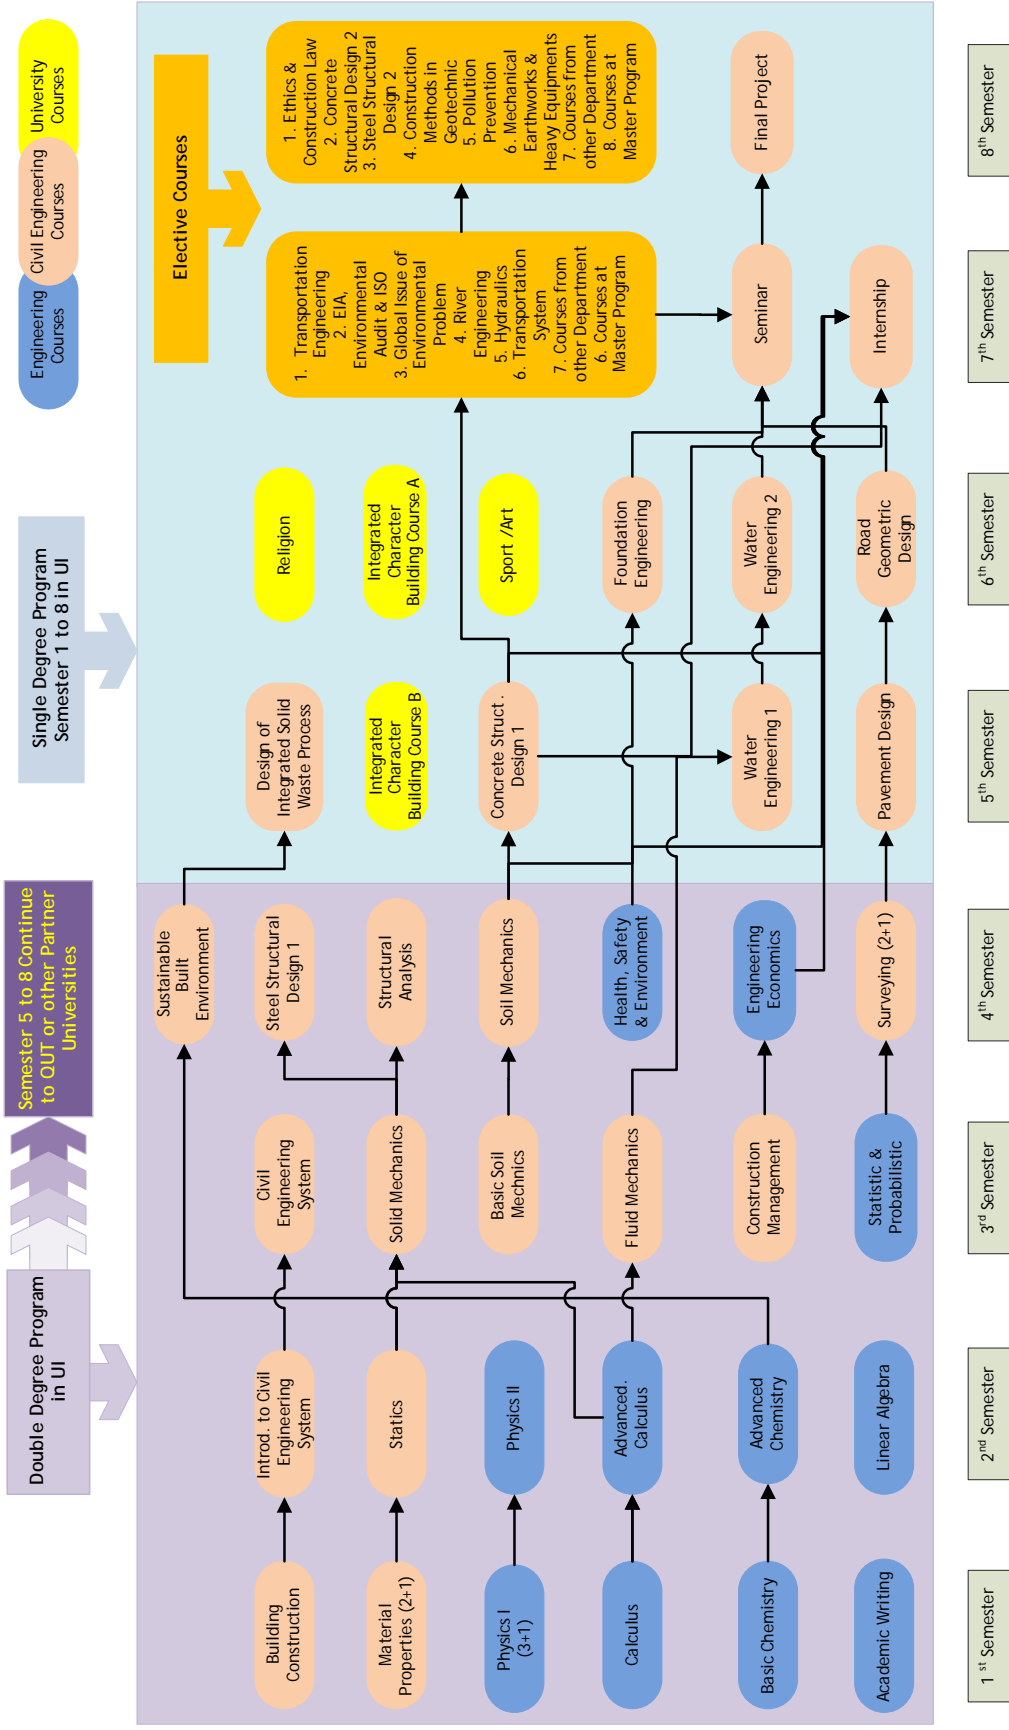 Double Degree Program
in UI
Semester 5 to 8 Continue
to QUT or other Partner
Universities
Single Degree Program
Semester 1 to 8 in UI
Engineering
Courses
Civil Engineering
Courses
University
Courses
Elective Courses
Building
Construction
Material
Properties (2+1)
Physics I
(3+1)
Calculus
Basic Chemistry
Academic Writing
Introd. to Civil
Engineering
System
Statics
Physics II
Advanced.
Calculus
Advanced
Chemistry
Linear Algebra
Civil
Engineering
System
Solid Mechanics
Basic Soil
Mechnics
Fluid Mechanics
Construction
Management
Statistic &
Probabilistic
Sustainable
Built
Environment
Steel Structural
Design 1
Structural
Analysis
Soil Mechanics
Health, Safety
& Environment
Engineering
Economics
Surveying (2+1)
Design of
Integrated Solid
Waste Process
Integrated
Character
Building Course B
Concrete Struct .
Design 1
Water
Engineering 1
Pavement Design
Religion
Integrated
Character
Building Course A
Sport /Art
Foundation
Engineering
Water
Engineering 2
Road
Geometric
Design
1. Transportation
Engineering
2. EIA,
Environmental
Audit & ISO
3. Global Issue of
Environmental
Problem
4. River
Engineering
5. Hydraulics
6. Transportation
System
7. Courses from
other Department
6. Courses at
Master Program
Seminar
Internship
1. Ethics &
Construction Law
2. Concrete
Structural Design 2
3. Steel Structural
Design 2
4. Construction
Methods in
Geotechnic
5. Pollution
Prevention
6. Mechanical
Earthworks &
Heavy Equipments
7. Courses from
other Department
8. Courses at
Master Program
Final Project
1 st Semester
2nd Semester
3rd Semester
4th Semester
5th Semester
6th Semester
7th Semester
8th Semester